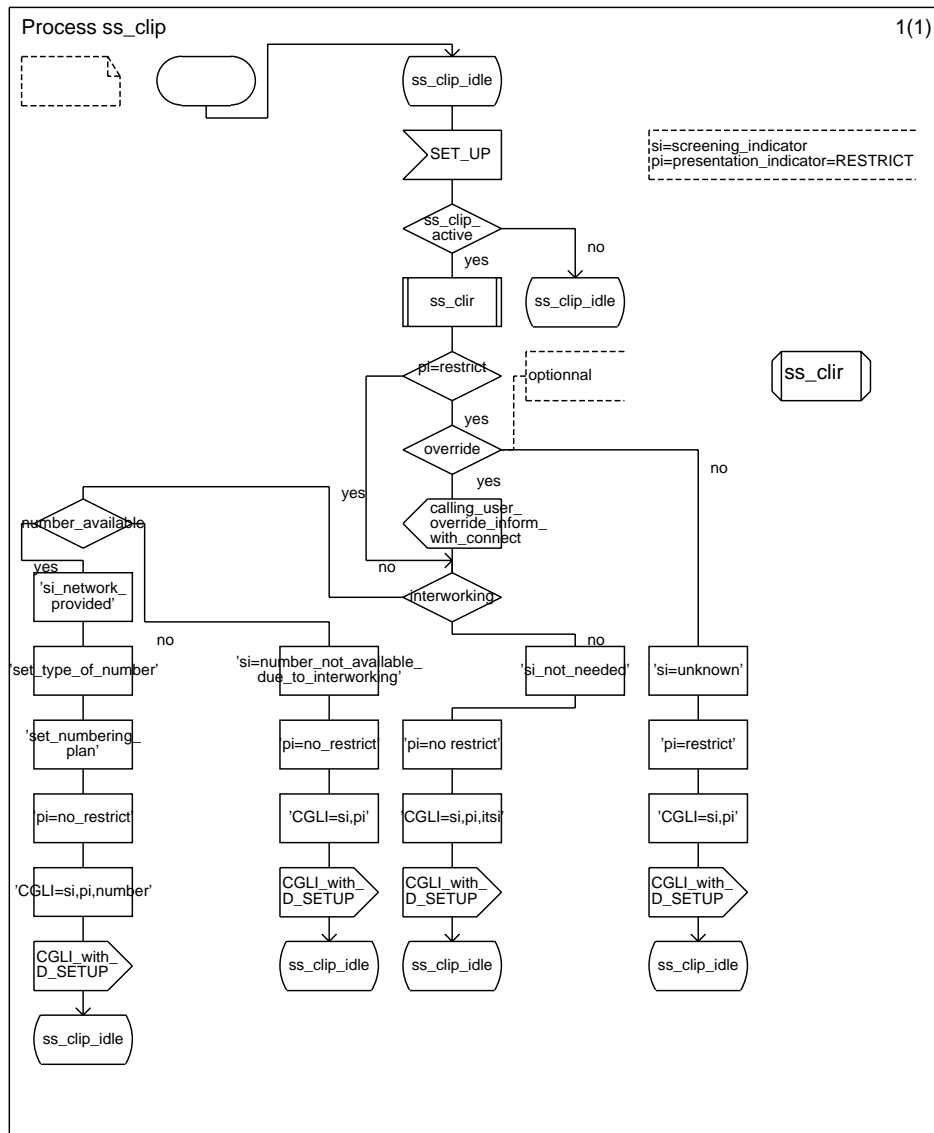 Process ss_clip
1(1)
ss_clip_idle
SET_UP
si=screening_indicator
pi=presentation_indicator=RESTRICT
ss_clip_
active
no
yes
ss_clir
ss_clip_idle
pi=restrict
optionnal
ss_clir
yes
override
no
yes
yes
calling_user_
override_inform_
with_connect
number_available
yes
no
'si_network_
provided'
interworking
no
no
'set_type_of_number'
'si=number_not_available_
due_to_interworking'
'si_not_needed'
'si=unknown'
'set_numbering_
plan'
'pi=no_restrict'
'pi=no restrict'
'pi=restrict'
'pi=no_restrict'
'CGLI=si,pi'
'CGLI=si,pi,itsi'
'CGLI=si,pi'
'CGLI=si,pi,number'
CGLI_with_
D_SETUP
CGLI_with_
D_SETUP
CGLI_with_
D_SETUP
CGLI_with_
D_SETUP
ss_clip_idle
ss_clip_idle
ss_clip_idle
ss_clip_idle